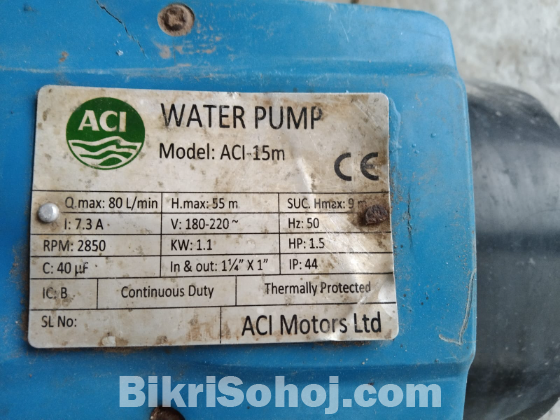 ACI
WATER PUMP
Model: ACI-15m
CE
Q max: 80 L/min H.max: 55 m SUC. Hmax: 9 m
I: 7.3 A V: 180-220 ~ Hz: 50
RPM: 2850 KW: 1.1 HP: 1.5
C: 40 µF In & out: 1¼" X 1" IP: 44
IC: B Continuous Duty Thermally Protected
SL No: ACI Motors Ltd
BikriSohoj.com